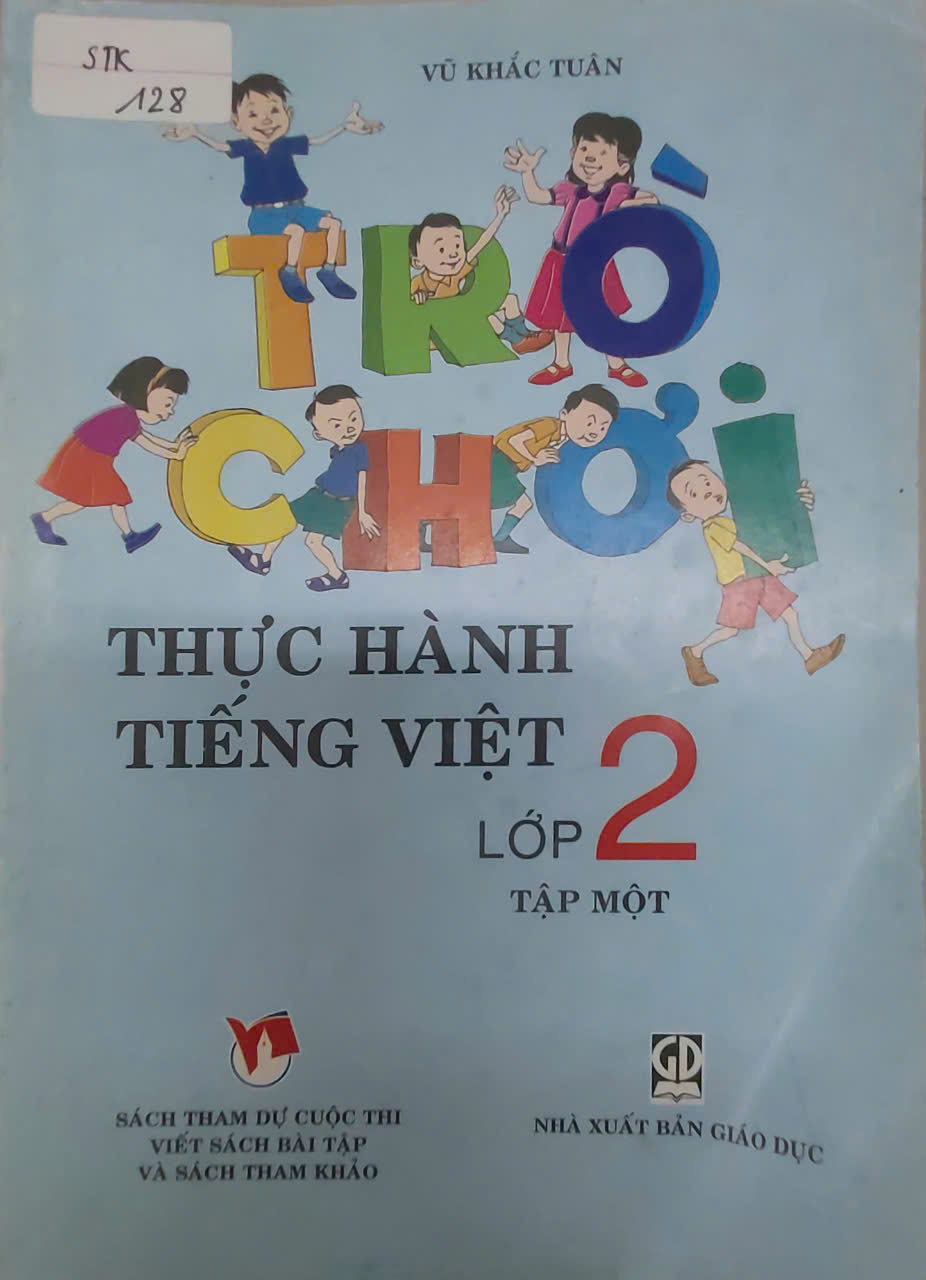 STK
128
VŨ KHẮC TUÂN
TRÒ
CHƠI
THỰC HÀNH
TIẾNG VIỆT 2
LỚP
TẬP MỘT
SÁCH THAM DỰ CUỘC THI
VIẾT SÁCH BÀI TẬP
VÀ SÁCH THAM KHẢO
GD
NHÀ XUẤT BẢN GIÁO DỤC